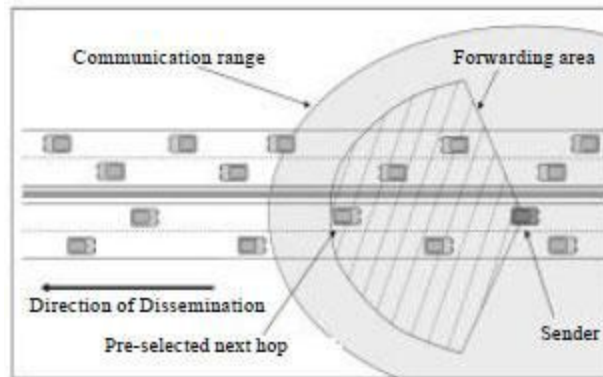 Communication range
Forwarding area
Direction of Dissemination
Pre-selected next hop
Sender